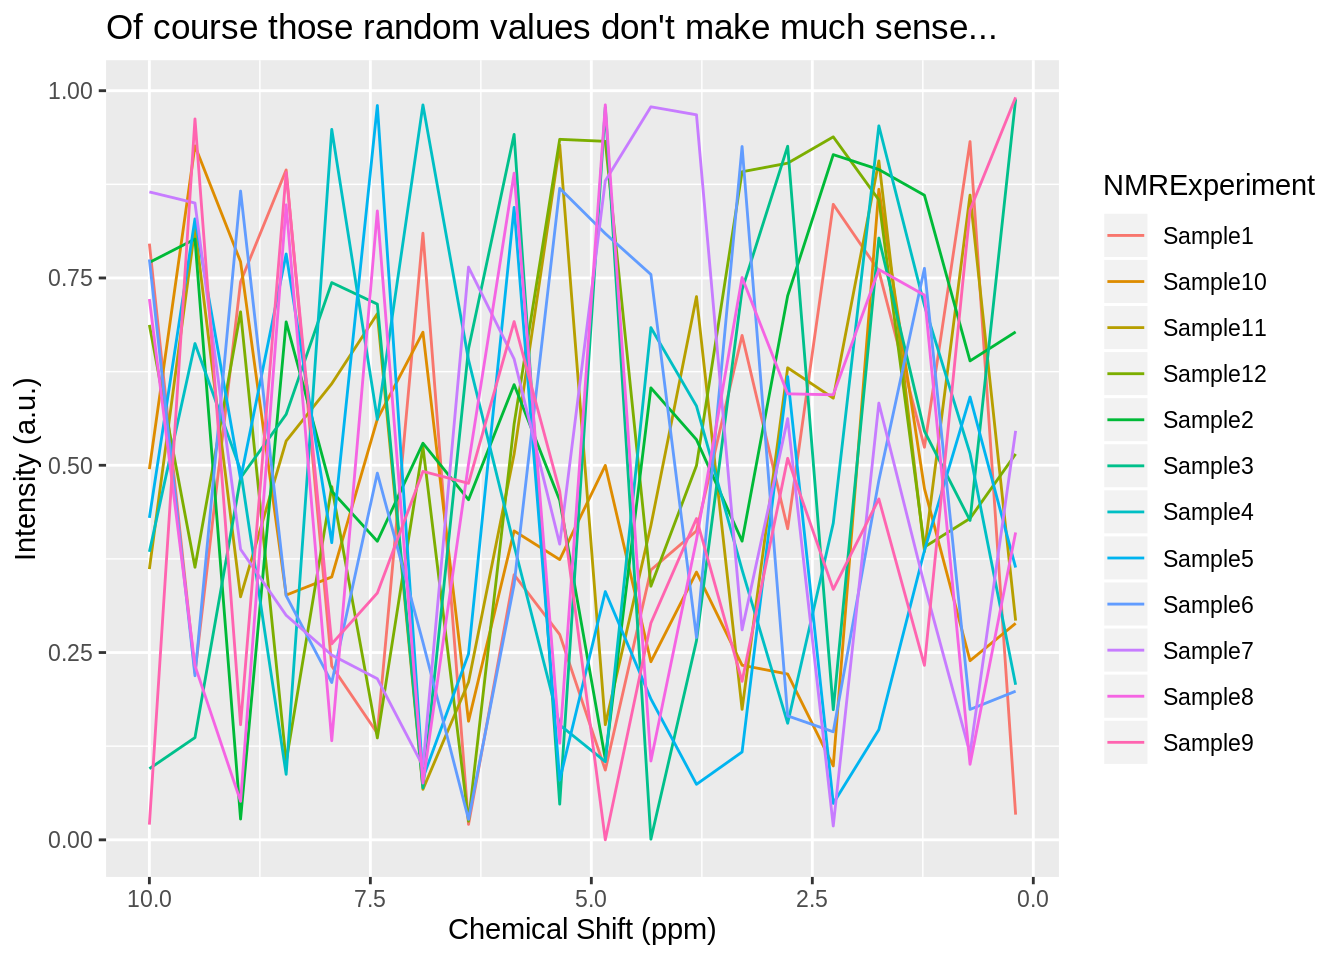 Of course those random values don't make much sense...
1.00
0.75
0.50
0.25
0.00
Intensity (a.u.)
10.0
7.5
5.0
2.5
0.0
Chemical Shift (ppm)
NMRExperiment
Sample1
Sample10
Sample11
Sample12
Sample2
Sample3
Sample4
Sample5
Sample6
Sample7
Sample8
Sample9